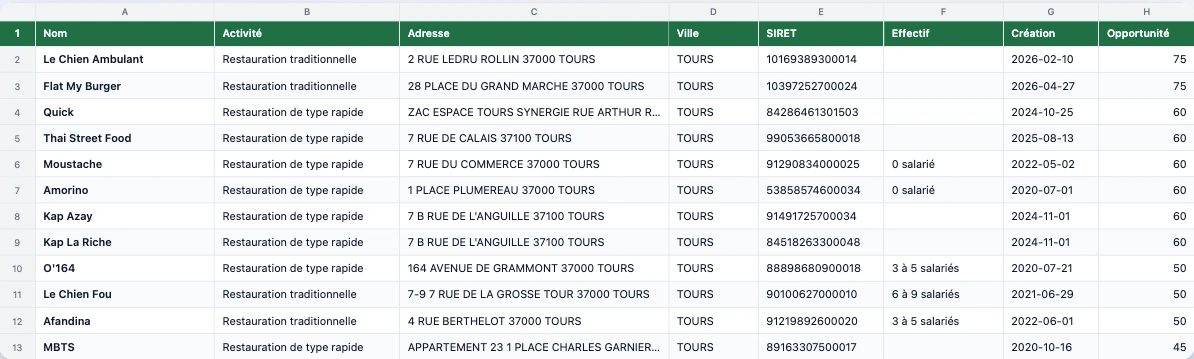 A B C D E F G H
1 Nom Activité Adresse Ville SIRET Effectif Création Opportunité
2 Le Chien Ambulant Restauration traditionnelle 2 RUE LEDRU ROLLIN 37000 TOURS TOURS 10169389300014 2026-02-10 75
3 Flat My Burger Restauration traditionnelle 28 PLACE DU GRAND MARCHE 37000 TOURS TOURS 10397252700024 2026-04-27 75
4 Quick Restauration de type rapide ZAC ESPACE TOURS SYNERGIE RUE ARTHUR R... TOURS 84286461301503 2024-10-25 60
5 Thai Street Food Restauration de type rapide 7 RUE DE CALAIS 37100 TOURS TOURS 99053665800018 2025-08-13 60
6 Moustache Restauration de type rapide 7 RUE DU COMMERCE 37000 TOURS TOURS 91290834000025 0 salarié 2022-05-02 60
7 Amorino Restauration de type rapide 1 PLACE PLUMEREAU 37000 TOURS TOURS 53858574600034 0 salarié 2020-07-01 60
8 Kap Azay Restauration de type rapide 7 B RUE DE L'ANGUILLE 37100 TOURS TOURS 91491725700034 2024-11-01 60
9 Kap La Riche Restauration de type rapide 7 B RUE DE L'ANGUILLE 37100 TOURS TOURS 84518263300048 2024-11-01 60
10 O'164 Restauration de type rapide 164 AVENUE DE GRAMMONT 37000 TOURS TOURS 88898680900018 3 à 5 salariés 2020-07-21 50
11 Le Chien Fou Restauration traditionnelle 7-9 7 RUE DE LA GROSSE TOUR 37000 TOURS TOURS 90100627000010 6 à 9 salariés 2021-06-29 50
12 Afandina Restauration traditionnelle 4 RUE BERTHELOT 37000 TOURS TOURS 91219892600020 3 à 5 salariés 2022-06-01 50
13 MBTS Restauration de type rapide APPARTEMENT 23 1 PLACE CHARLES GARNIER... TOURS 89163307500017 2020-10-16 45